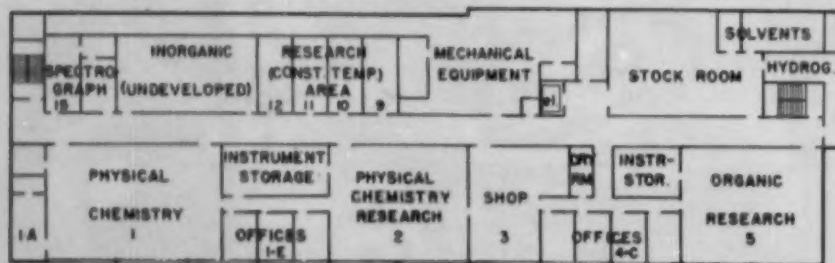 SPECTRO-
GRAPH
15
INORGANIC
(UNDEVELOPED)
RESEARCH
(CONST. TEMP)
AREA
12 11 10 9
MECHANICAL
EQUIPMENT
el.
STOCK ROOM
SOLVENTS
HYDROG.
1A
PHYSICAL
CHEMISTRY
1
INSTRUMENT
STORAGE
OFFICES
1-E
PHYSICAL
CHEMISTRY
RESEARCH
2
SHOP
3
DRY
RM
OFFICES
4-C
INSTR-
STOR.
ORGANIC
RESEARCH
5